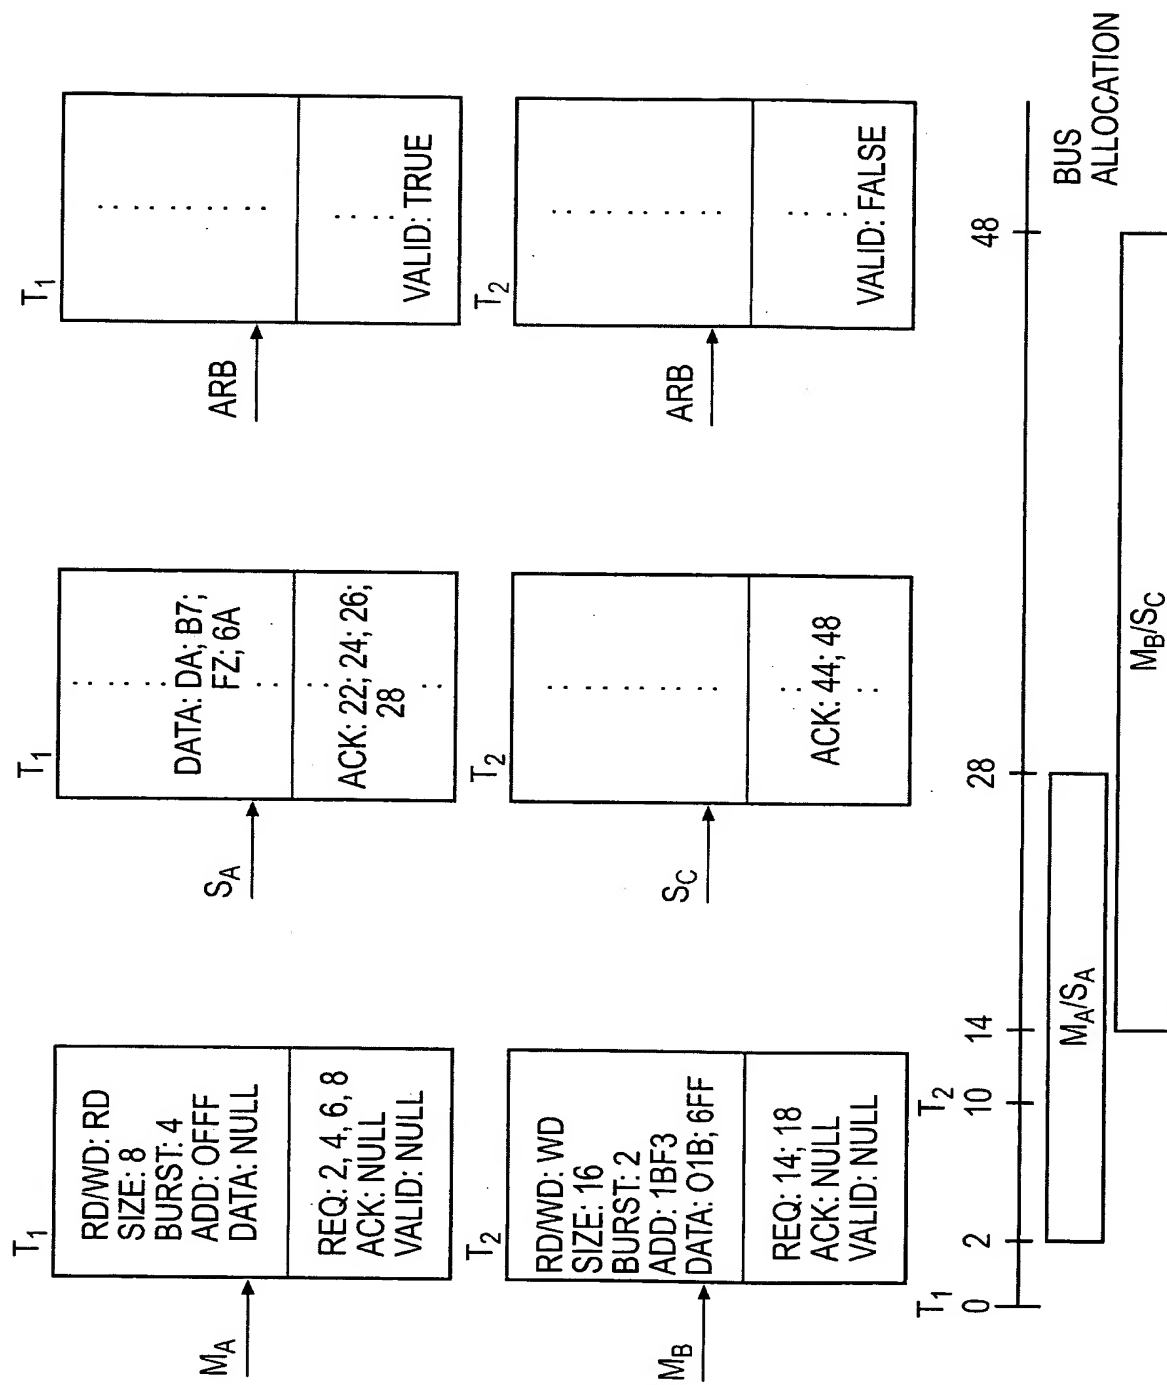 T1
MA
RD/WD: RD
SIZE: 8
BURST: 4
ADD: OFFF
DATA: NULL
REQ: 2, 4, 6, 8
ACK: NULL
VALID: NULL
T1
SA
DATA: DA; B7;
FZ; 6A
ACK: 22; 24; 26;
28
T1
ARB
VALID: TRUE
T2
MB
RD/WD: WD
SIZE: 16
BURST: 2
ADD: 1BF3
DATA: O1B; 6FF
REQ: 14; 18
ACK: NULL
VALID: NULL
T2
SC
ACK: 44; 48
T2
ARB
VALID: FALSE
T1 T2
0 2 10 14 28 48
BUS
ALLOCATION
MA/SA
MB/SC